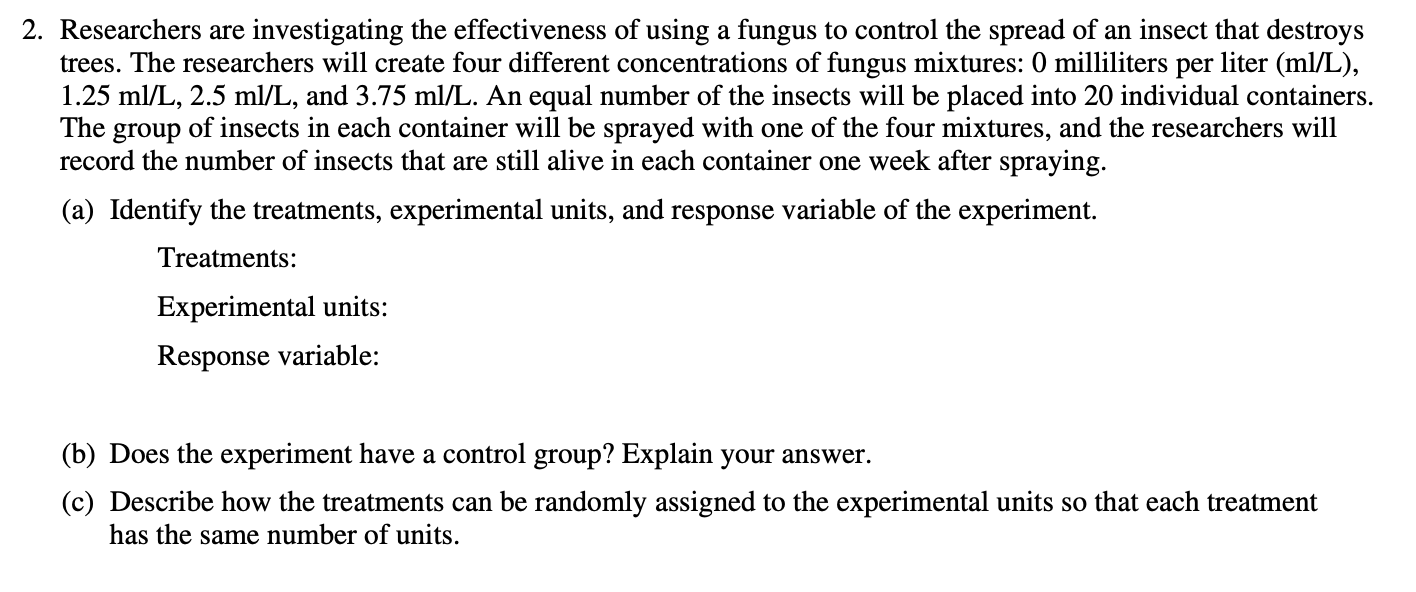 2. Researchers are investigating the effectiveness of using a fungus to control the spread of an insect that destroys
trees. The researchers will create four different concentrations of fungus mixtures: 0 milliliters per liter (ml/L),
1.25 ml/L, 2.5 ml/L, and 3.75 ml/L. An equal number of the insects will be placed into 20 individual containers.
The group of insects in each container will be sprayed with one of the four mixtures, and the researchers will
record the number of insects that are still alive in each container one week after spraying.
(a) Identify the treatments, experimental units, and response variable of the experiment.
Treatments:
Experimental units:
Response variable:
(b) Does the experiment have a control group? Explain your answer.
(c) Describe how the treatments can be randomly assigned to the experimental units so that each treatment
has the same number of units.